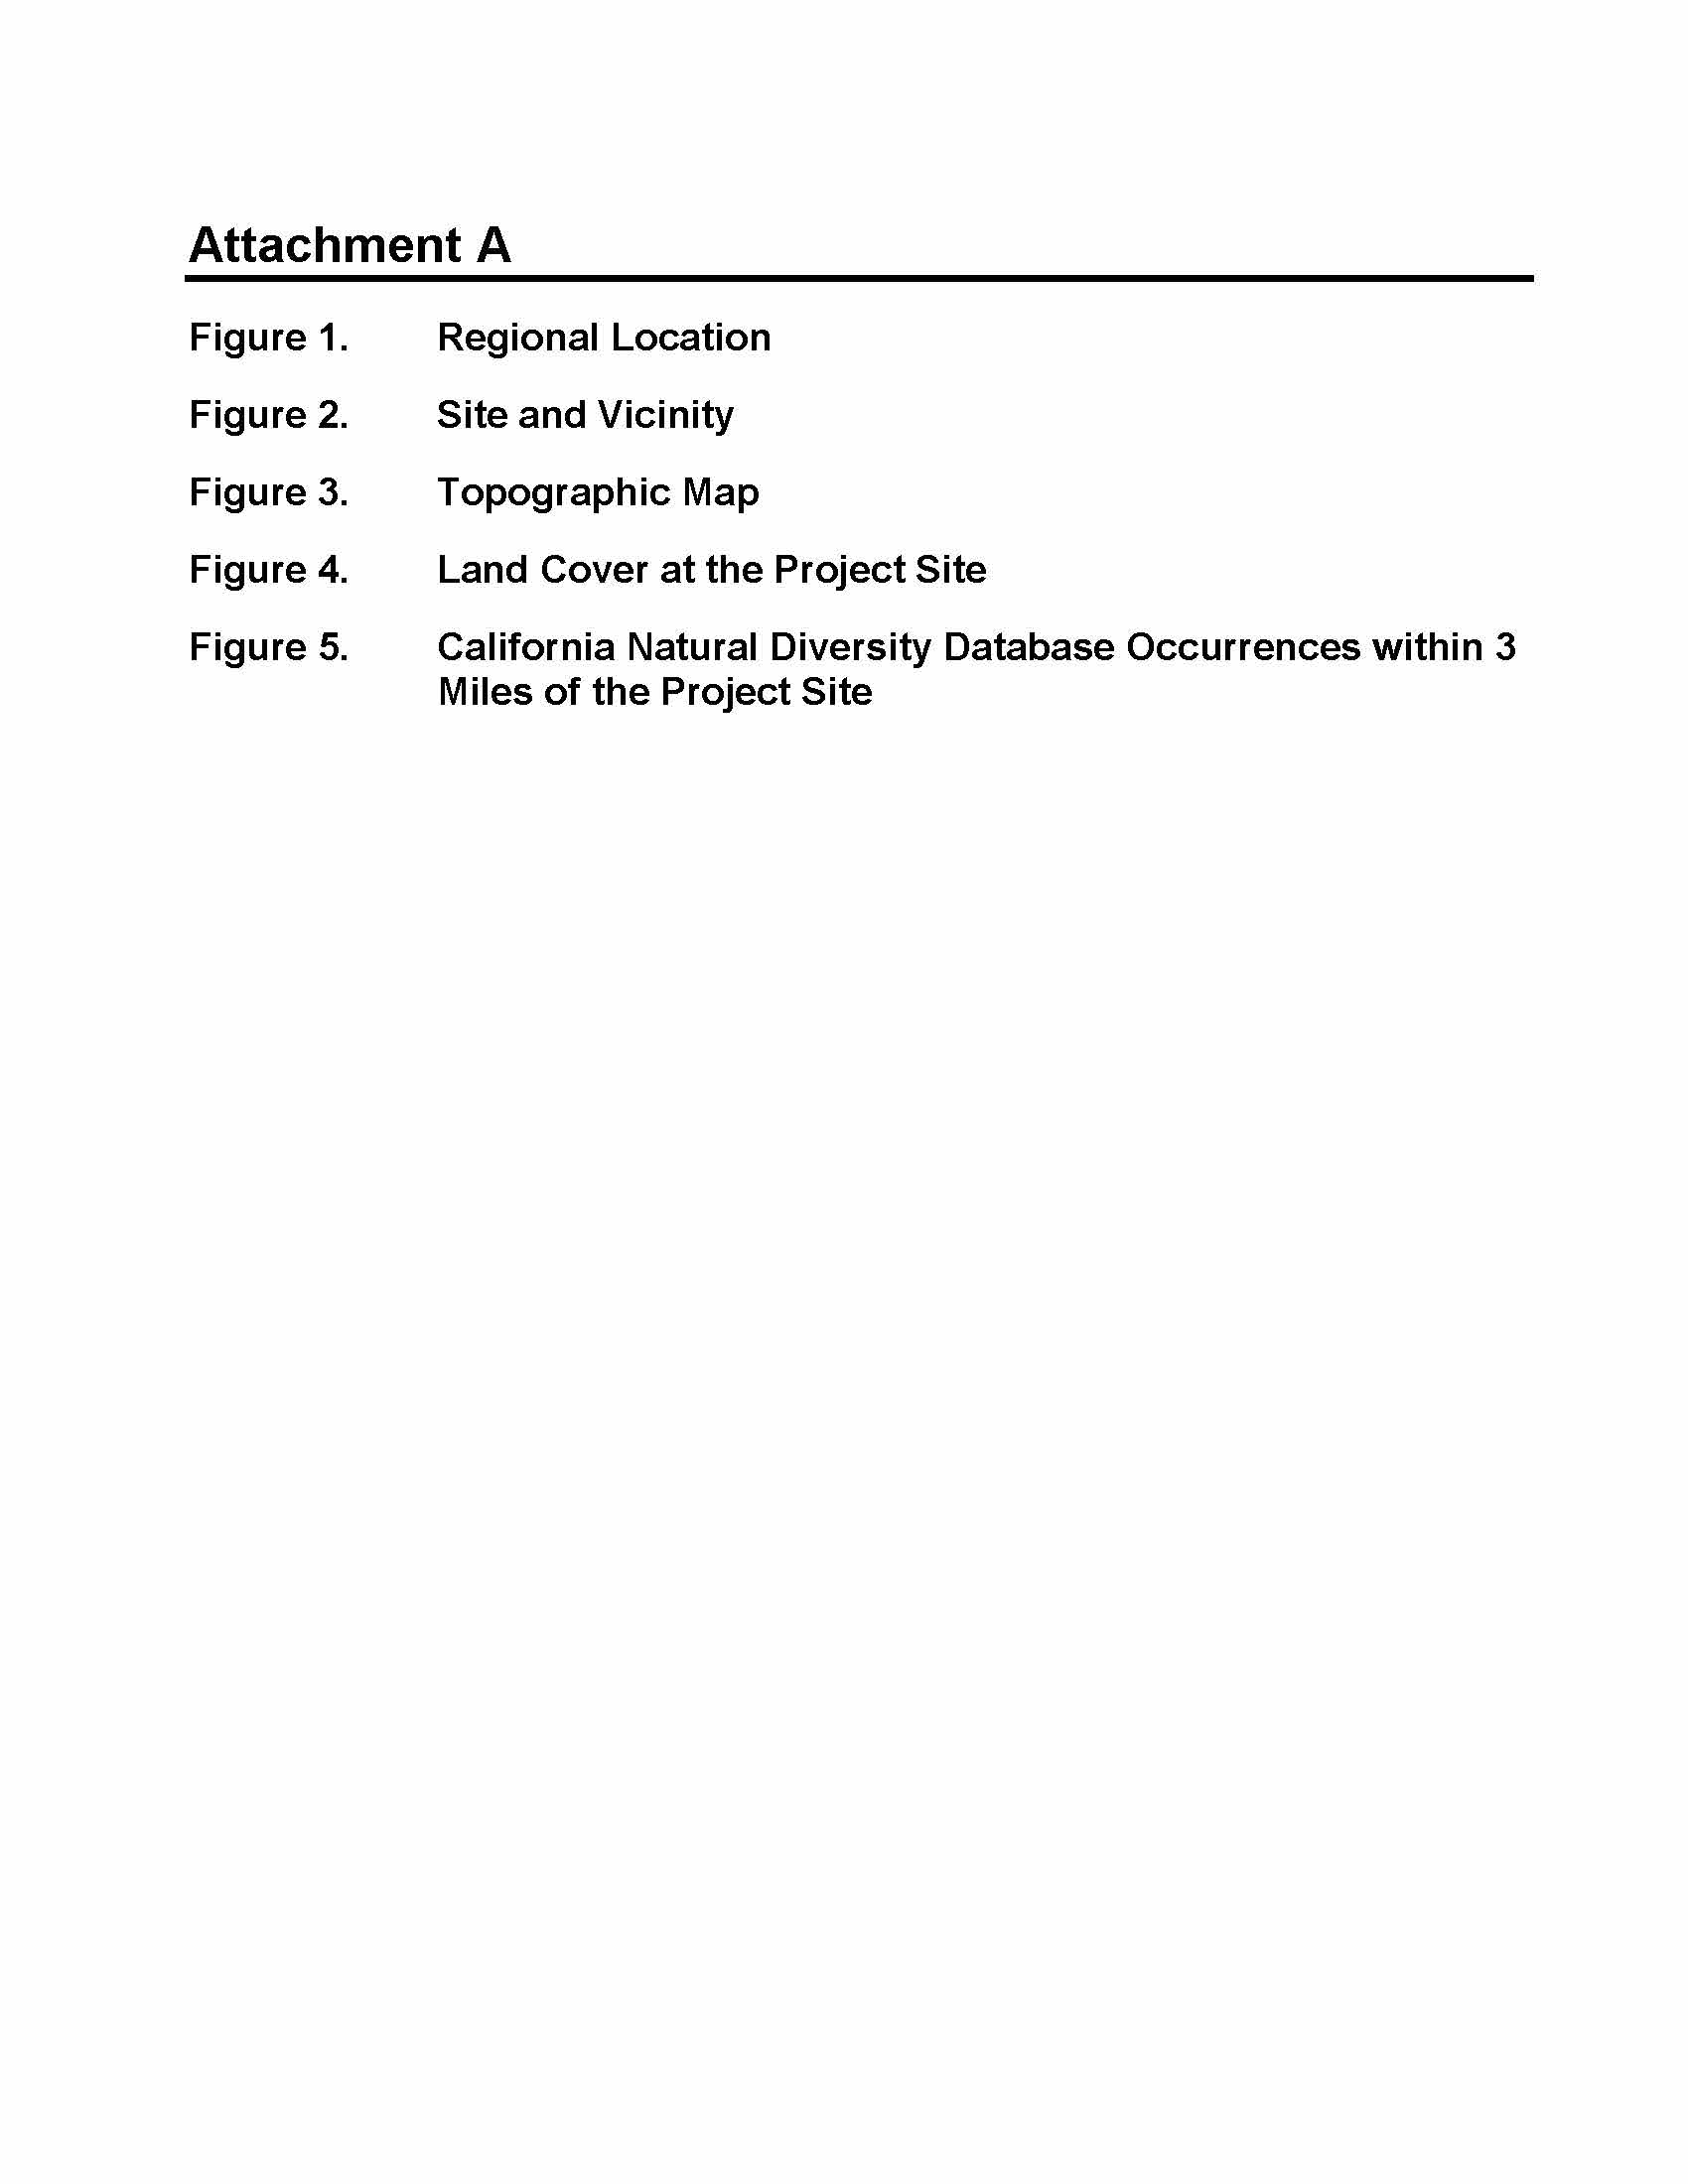 Attachment A
Figure 1. Regional Location
Figure 2. Site and Vicinity
Figure 3. Topographic Map
Figure 4. Land Cover at the Project Site
Figure 5. California Natural Diversity Database Occurrences within 3
Miles of the Project Site